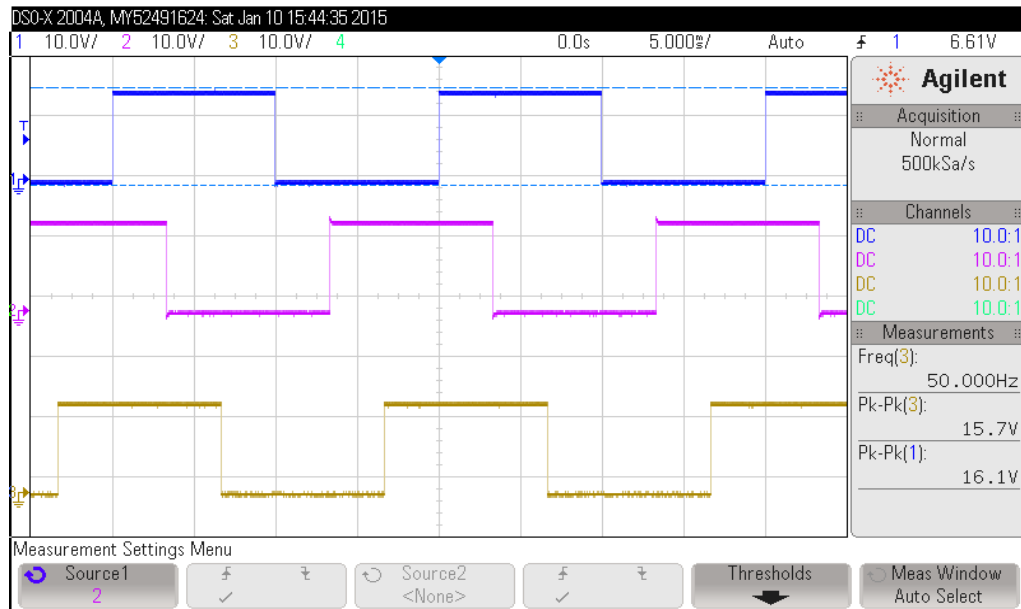 DSO-X 2004A, MY52491624: Sat Jan 10 15:44:35 2015
1 10.0V/ 2 10.0V/ 3 10.0V/ 4 0.0s 5.000ms/ Auto 1 6.61V
Agilent
Acquisition
Normal
500kSa/s
Channels
DC 10.0:1
DC 10.0:1
DC 10.0:1
DC 10.0:1
Measurements
Freq(3):
50.000Hz
Pk-Pk(3):
15.7V
Pk-Pk(1):
16.1V
T
1
2
3
Measurement Settings Menu
Source1
2
Source2
<None>
Thresholds
Meas Window
Auto Select